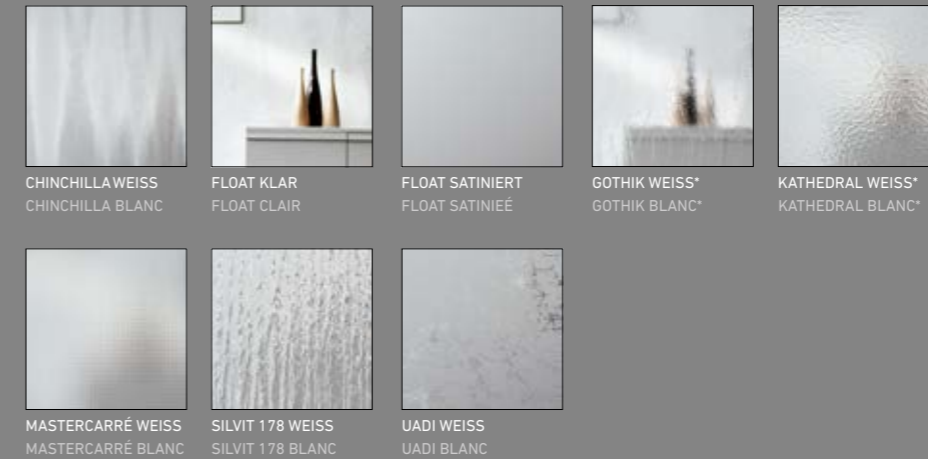 CHINCHILLA WEISS
CHINCHILLA BLANC
FLOAT KLAR
FLOAT CLAIR
FLOAT SATINIERT
FLOAT SATINIEÉ
GOTHIK WEISS*
GOTHIK BLANC*
KATHEDRAL WEISS*
KATHEDRAL BLANC*
MASTERCARRÉ WEISS
MASTERCARRÉ BLANC
SILVIT 178 WEISS
SILVIT 178 BLANC
UADI WEISS
UADI BLANC